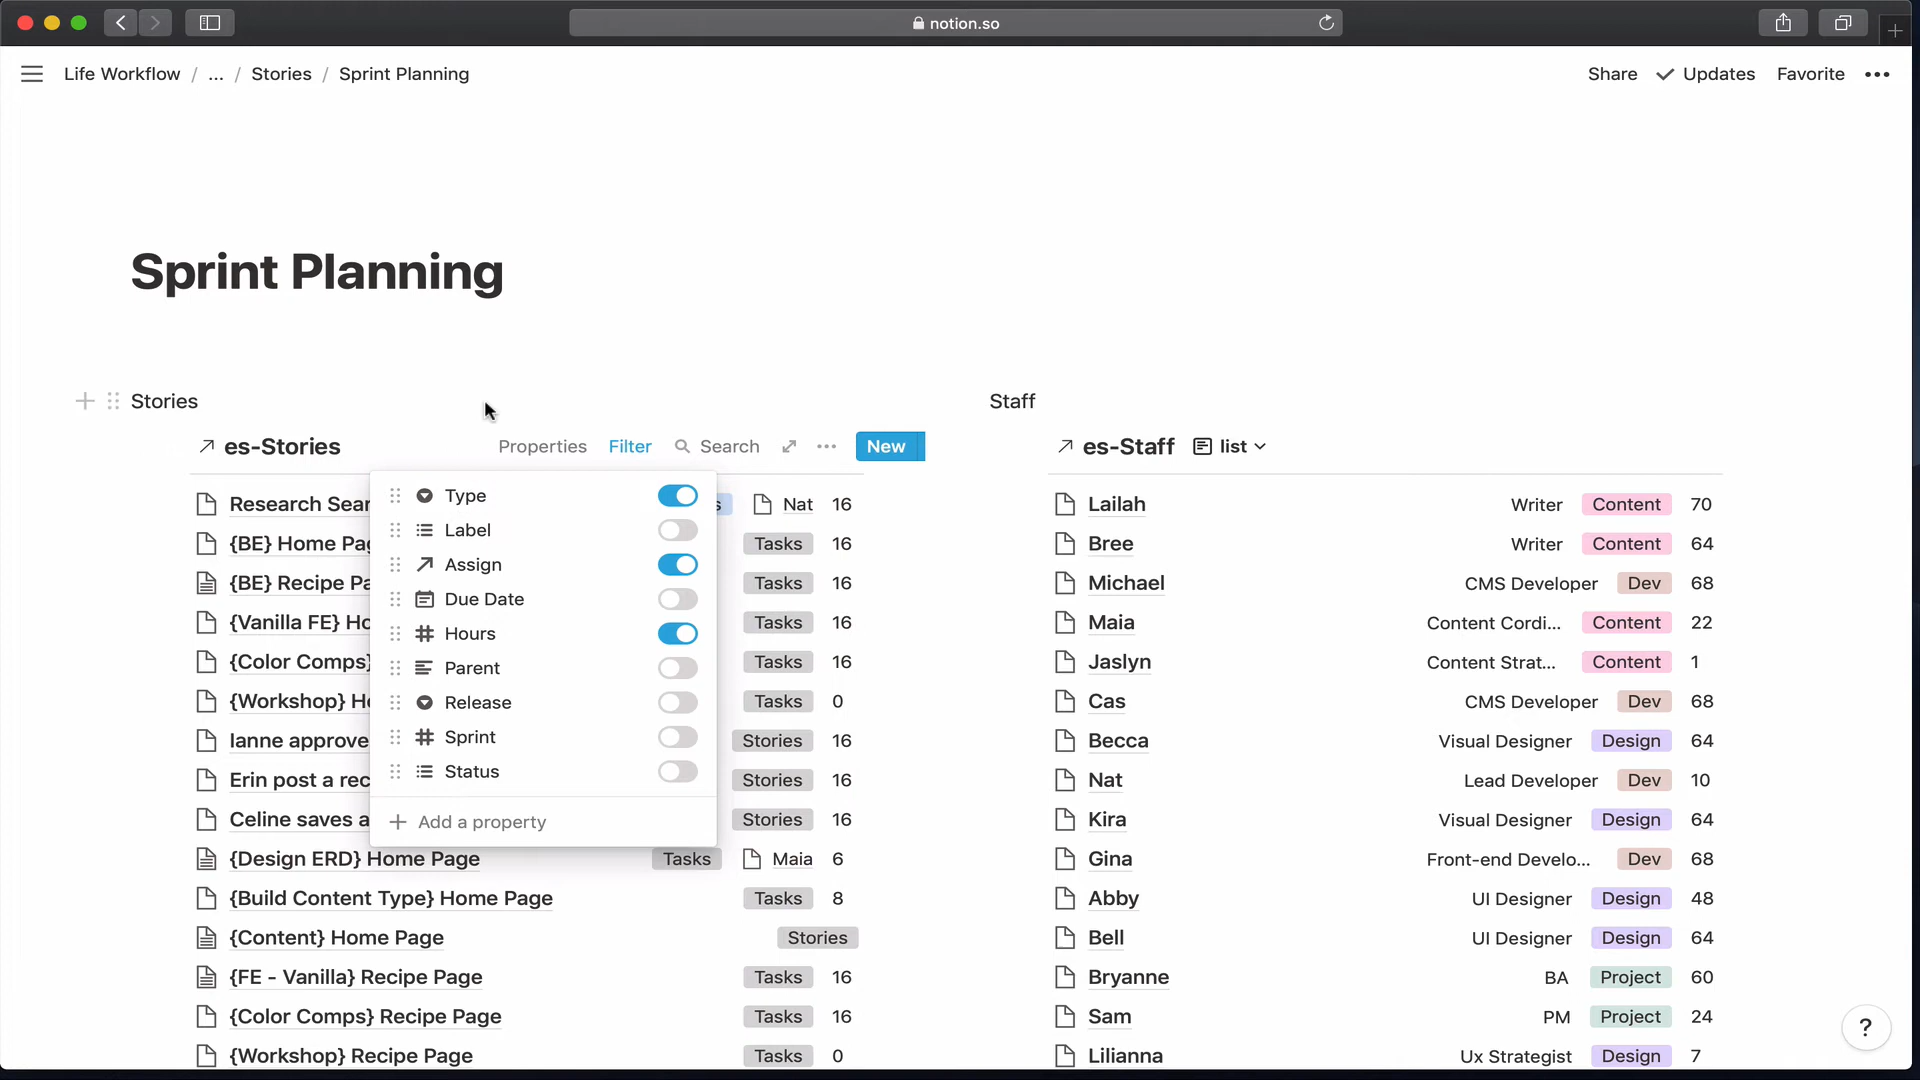 notion.so
Life Workflow / ... / Stories / Sprint Planning
Share Updates Favorite
Sprint Planning
Stories
es-Stories Properties Filter Search New
Type
Label
Assign
Due Date
Hours
Parent
Release
Sprint
Status
Add a property
Research Sear Nat 16
{BE} Home Pag Tasks 16
{BE} Recipe Pa Tasks 16
{Vanilla FE} Ho Tasks 16
{Color Comps} Tasks 16
{Workshop} Ho Tasks 0
Ianne approve Stories 16
Erin post a rec Stories 16
Celine saves a Stories 16
{Design ERD} Home Page Tasks Maia 6
{Build Content Type} Home Page Tasks 8
{Content} Home Page Stories
{FE - Vanilla} Recipe Page Tasks 16
{Color Comps} Recipe Page Tasks 16
{Workshop} Recipe Page Tasks 0
Staff
es-Staff list
Lailah Writer Content 70
Bree Writer Content 64
Michael CMS Developer Dev 68
Maia Content Cordi... Content 22
Jaslyn Content Strat... Content 1
Cas CMS Developer Dev 68
Becca Visual Designer Design 64
Nat Lead Developer Dev 10
Kira Visual Designer Design 64
Gina Front-end Develo... Dev 68
Abby UI Designer Design 48
Bell UI Designer Design 64
Bryanne BA Project 60
Sam PM Project 24
Lilianna Ux Strategist Design 7
?